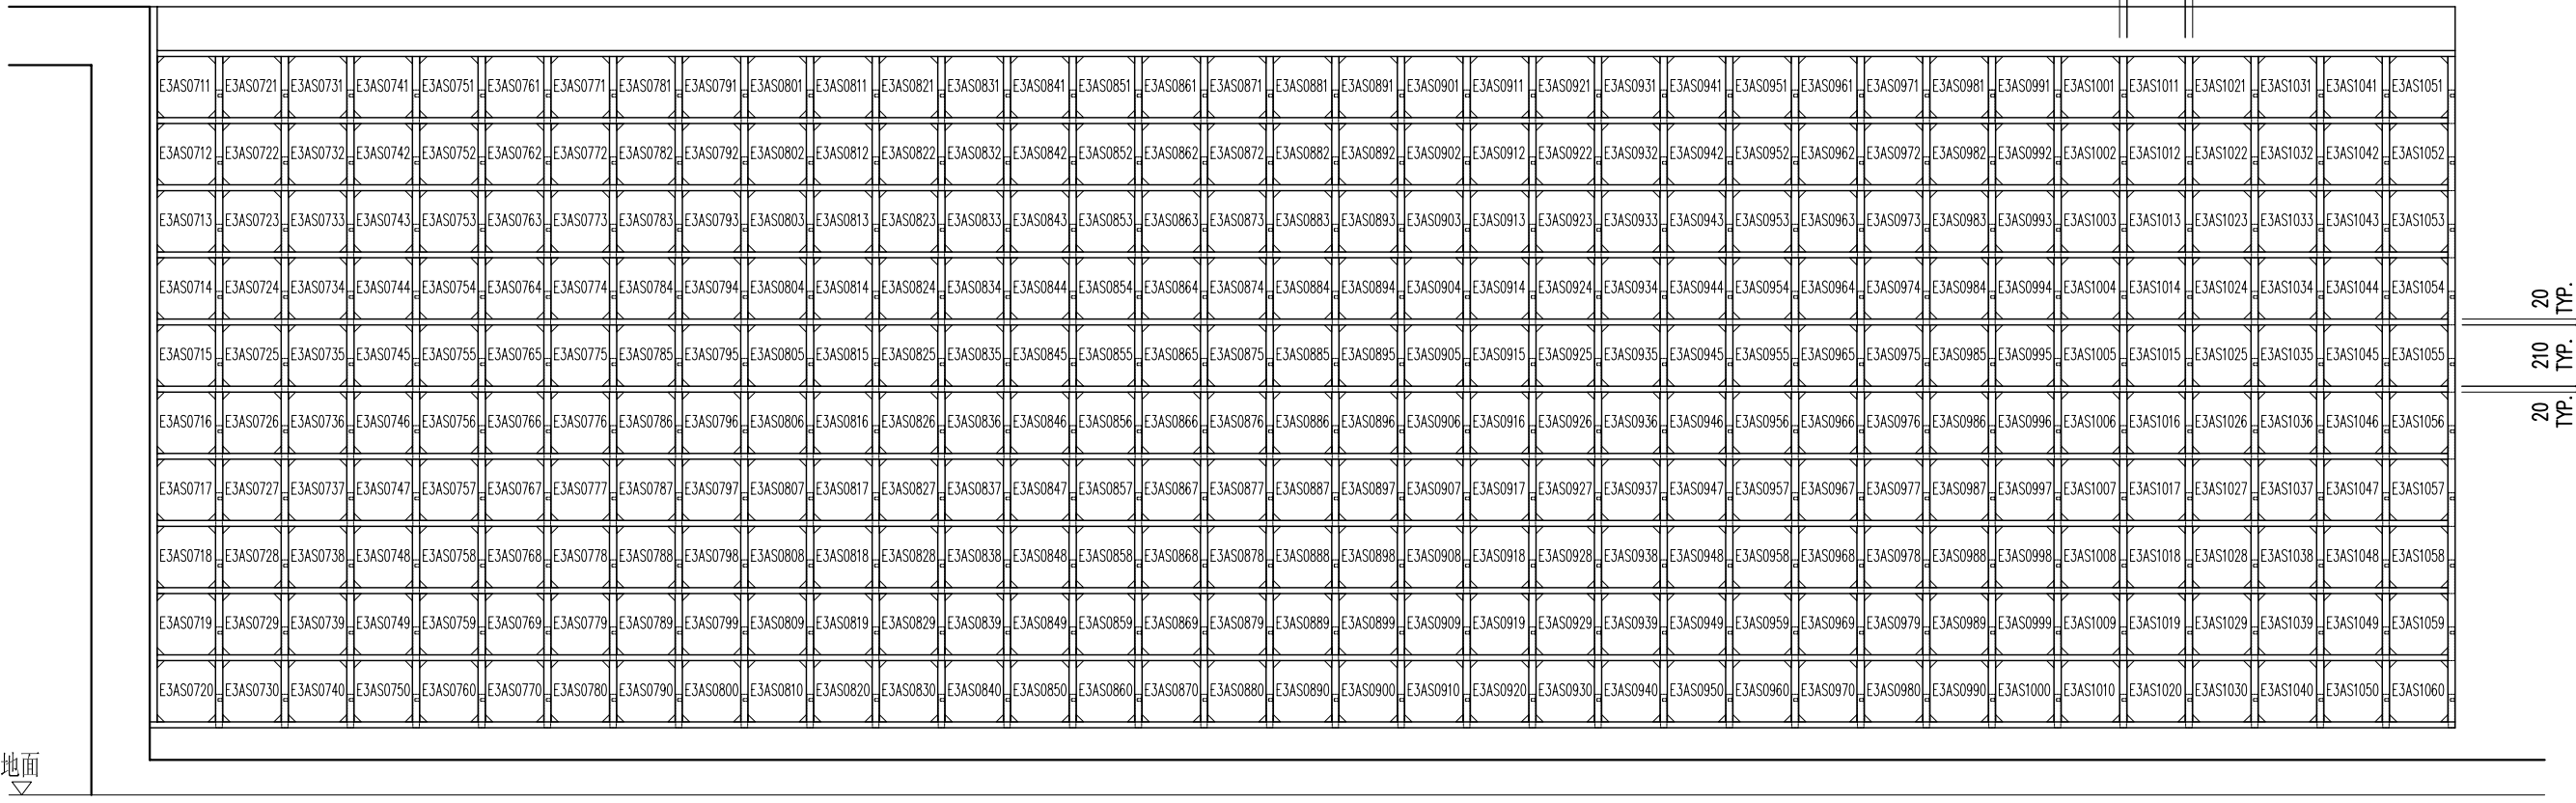 E3AS0711 E3AS0721 E3AS0731 E3AS0741 E3AS0751 E3AS0761 E3AS0771 E3AS0781 E3AS0791 E3AS0801 E3AS0811 E3AS0821 E3AS0831 E3AS0841 E3AS0851 E3AS0861 E3AS0871 E3AS0881 E3AS0891 E3AS0901 E3AS0911 E3AS0921 E3AS0931 E3AS0941 E3AS0951 E3AS0961 E3AS0971 E3AS0981 E3AS0991 E3AS1001 E3AS1011 E3AS1021 E3AS1031 E3AS1041 E3AS1051
E3AS0712 E3AS0722 E3AS0732 E3AS0742 E3AS0752 E3AS0762 E3AS0772 E3AS0782 E3AS0792 E3AS0802 E3AS0812 E3AS0822 E3AS0832 E3AS0842 E3AS0852 E3AS0862 E3AS0872 E3AS0882 E3AS0892 E3AS0902 E3AS0912 E3AS0922 E3AS0932 E3AS0942 E3AS0952 E3AS0962 E3AS0972 E3AS0982 E3AS0992 E3AS1002 E3AS1012 E3AS1022 E3AS1032 E3AS1042 E3AS1052
E3AS0713 E3AS0723 E3AS0733 E3AS0743 E3AS0753 E3AS0763 E3AS0773 E3AS0783 E3AS0793 E3AS0803 E3AS0813 E3AS0823 E3AS0833 E3AS0843 E3AS0853 E3AS0863 E3AS0873 E3AS0883 E3AS0893 E3AS0903 E3AS0913 E3AS0923 E3AS0933 E3AS0943 E3AS0953 E3AS0963 E3AS0973 E3AS0983 E3AS0993 E3AS1003 E3AS1013 E3AS1023 E3AS1033 E3AS1043 E3AS1053
E3AS0714 E3AS0724 E3AS0734 E3AS0744 E3AS0754 E3AS0764 E3AS0774 E3AS0784 E3AS0794 E3AS0804 E3AS0814 E3AS0824 E3AS0834 E3AS0844 E3AS0854 E3AS0864 E3AS0874 E3AS0884 E3AS0894 E3AS0904 E3AS0914 E3AS0924 E3AS0934 E3AS0944 E3AS0954 E3AS0964 E3AS0974 E3AS0984 E3AS0994 E3AS1004 E3AS1014 E3AS1024 E3AS1034 E3AS1044 E3AS1054
20
TYP.
E3AS0715 E3AS0725 E3AS0735 E3AS0745 E3AS0755 E3AS0765 E3AS0775 E3AS0785 E3AS0795 E3AS0805 E3AS0815 E3AS0825 E3AS0835 E3AS0845 E3AS0855 E3AS0865 E3AS0875 E3AS0885 E3AS0895 E3AS0905 E3AS0915 E3AS0925 E3AS0935 E3AS0945 E3AS0955 E3AS0965 E3AS0975 E3AS0985 E3AS0995 E3AS1005 E3AS1015 E3AS1025 E3AS1035 E3AS1045 E3AS1055
210
TYP.
E3AS0716 E3AS0726 E3AS0736 E3AS0746 E3AS0756 E3AS0766 E3AS0776 E3AS0786 E3AS0796 E3AS0806 E3AS0816 E3AS0826 E3AS0836 E3AS0846 E3AS0856 E3AS0866 E3AS0876 E3AS0886 E3AS0896 E3AS0906 E3AS0916 E3AS0926 E3AS0936 E3AS0946 E3AS0956 E3AS0966 E3AS0976 E3AS0986 E3AS0996 E3AS1006 E3AS1016 E3AS1026 E3AS1036 E3AS1046 E3AS1056
20
TYP.
E3AS0717 E3AS0727 E3AS0737 E3AS0747 E3AS0757 E3AS0767 E3AS0777 E3AS0787 E3AS0797 E3AS0807 E3AS0817 E3AS0827 E3AS0837 E3AS0847 E3AS0857 E3AS0867 E3AS0877 E3AS0887 E3AS0897 E3AS0907 E3AS0917 E3AS0927 E3AS0937 E3AS0947 E3AS0957 E3AS0967 E3AS0977 E3AS0987 E3AS0997 E3AS1007 E3AS1017 E3AS1027 E3AS1037 E3AS1047 E3AS1057
E3AS0718 E3AS0728 E3AS0738 E3AS0748 E3AS0758 E3AS0768 E3AS0778 E3AS0788 E3AS0798 E3AS0808 E3AS0818 E3AS0828 E3AS0838 E3AS0848 E3AS0858 E3AS0868 E3AS0878 E3AS0888 E3AS0898 E3AS0908 E3AS0918 E3AS0928 E3AS0938 E3AS0948 E3AS0958 E3AS0968 E3AS0978 E3AS0988 E3AS0998 E3AS1008 E3AS1018 E3AS1028 E3AS1038 E3AS1048 E3AS1058
E3AS0719 E3AS0729 E3AS0739 E3AS0749 E3AS0759 E3AS0769 E3AS0779 E3AS0789 E3AS0799 E3AS0809 E3AS0819 E3AS0829 E3AS0839 E3AS0849 E3AS0859 E3AS0869 E3AS0879 E3AS0889 E3AS0899 E3AS0909 E3AS0919 E3AS0929 E3AS0939 E3AS0949 E3AS0959 E3AS0969 E3AS0979 E3AS0989 E3AS0999 E3AS1009 E3AS1019 E3AS1029 E3AS1039 E3AS1049 E3AS1059
E3AS0720 E3AS0730 E3AS0740 E3AS0750 E3AS0760 E3AS0770 E3AS0780 E3AS0790 E3AS0800 E3AS0810 E3AS0820 E3AS0830 E3AS0840 E3AS0850 E3AS0860 E3AS0870 E3AS0880 E3AS0890 E3AS0900 E3AS0910 E3AS0920 E3AS0930 E3AS0940 E3AS0950 E3AS0960 E3AS0970 E3AS0980 E3AS0990 E3AS1000 E3AS1010 E3AS1020 E3AS1030 E3AS1040 E3AS1050 E3AS1060
地面